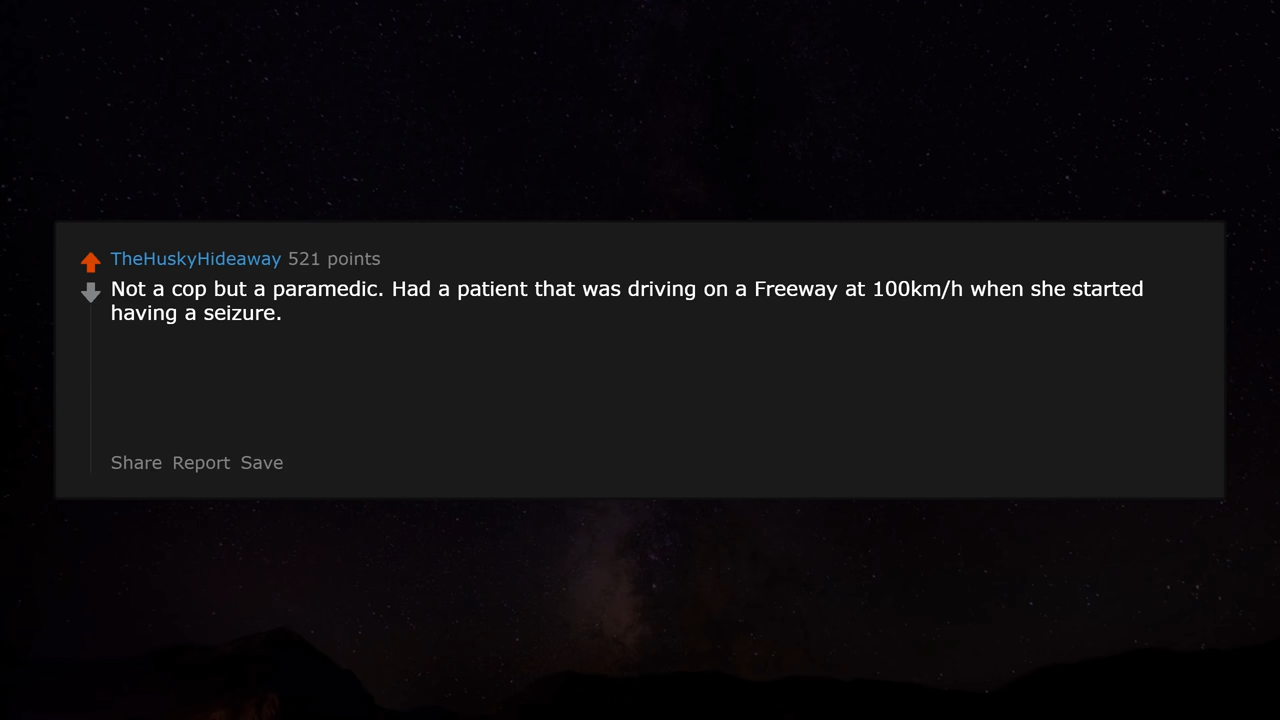 TheHuskyHideaway 521 points
Not a cop but a paramedic. Had a patient that was driving on a Freeway at 100km/h when she started
having a seizure.
Share Report Save